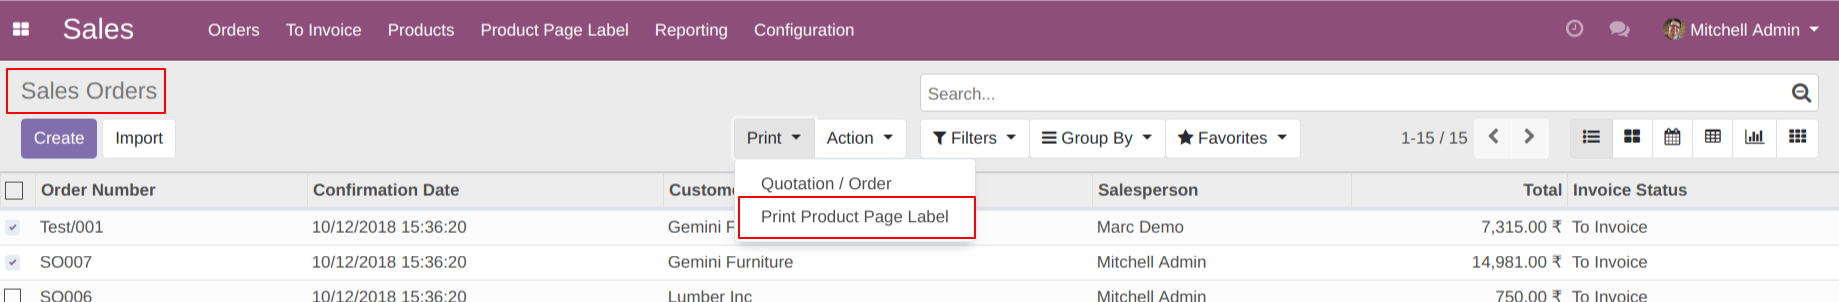 Sales Orders To Invoice Products Product Page Label Reporting Configuration Mitchell Admin
Sales Orders Search...
Create Import Print Action Filters Group By Favorites 1-15 / 15
Quotation / Order
Order Number Confirmation Date Custome Salesperson Total Invoice Status
Print Product Page Label
Test/001 10/12/2018 15:36:20 Gemini F Marc Demo 7,315.00 ₹ To Invoice
SO007 10/12/2018 15:36:20 Gemini Furniture Mitchell Admin 14,981.00 ₹ To Invoice
SO006 10/12/2018 15:36:20 Lumber Inc Mitchell Admin 750.00 ₹ To Invoice